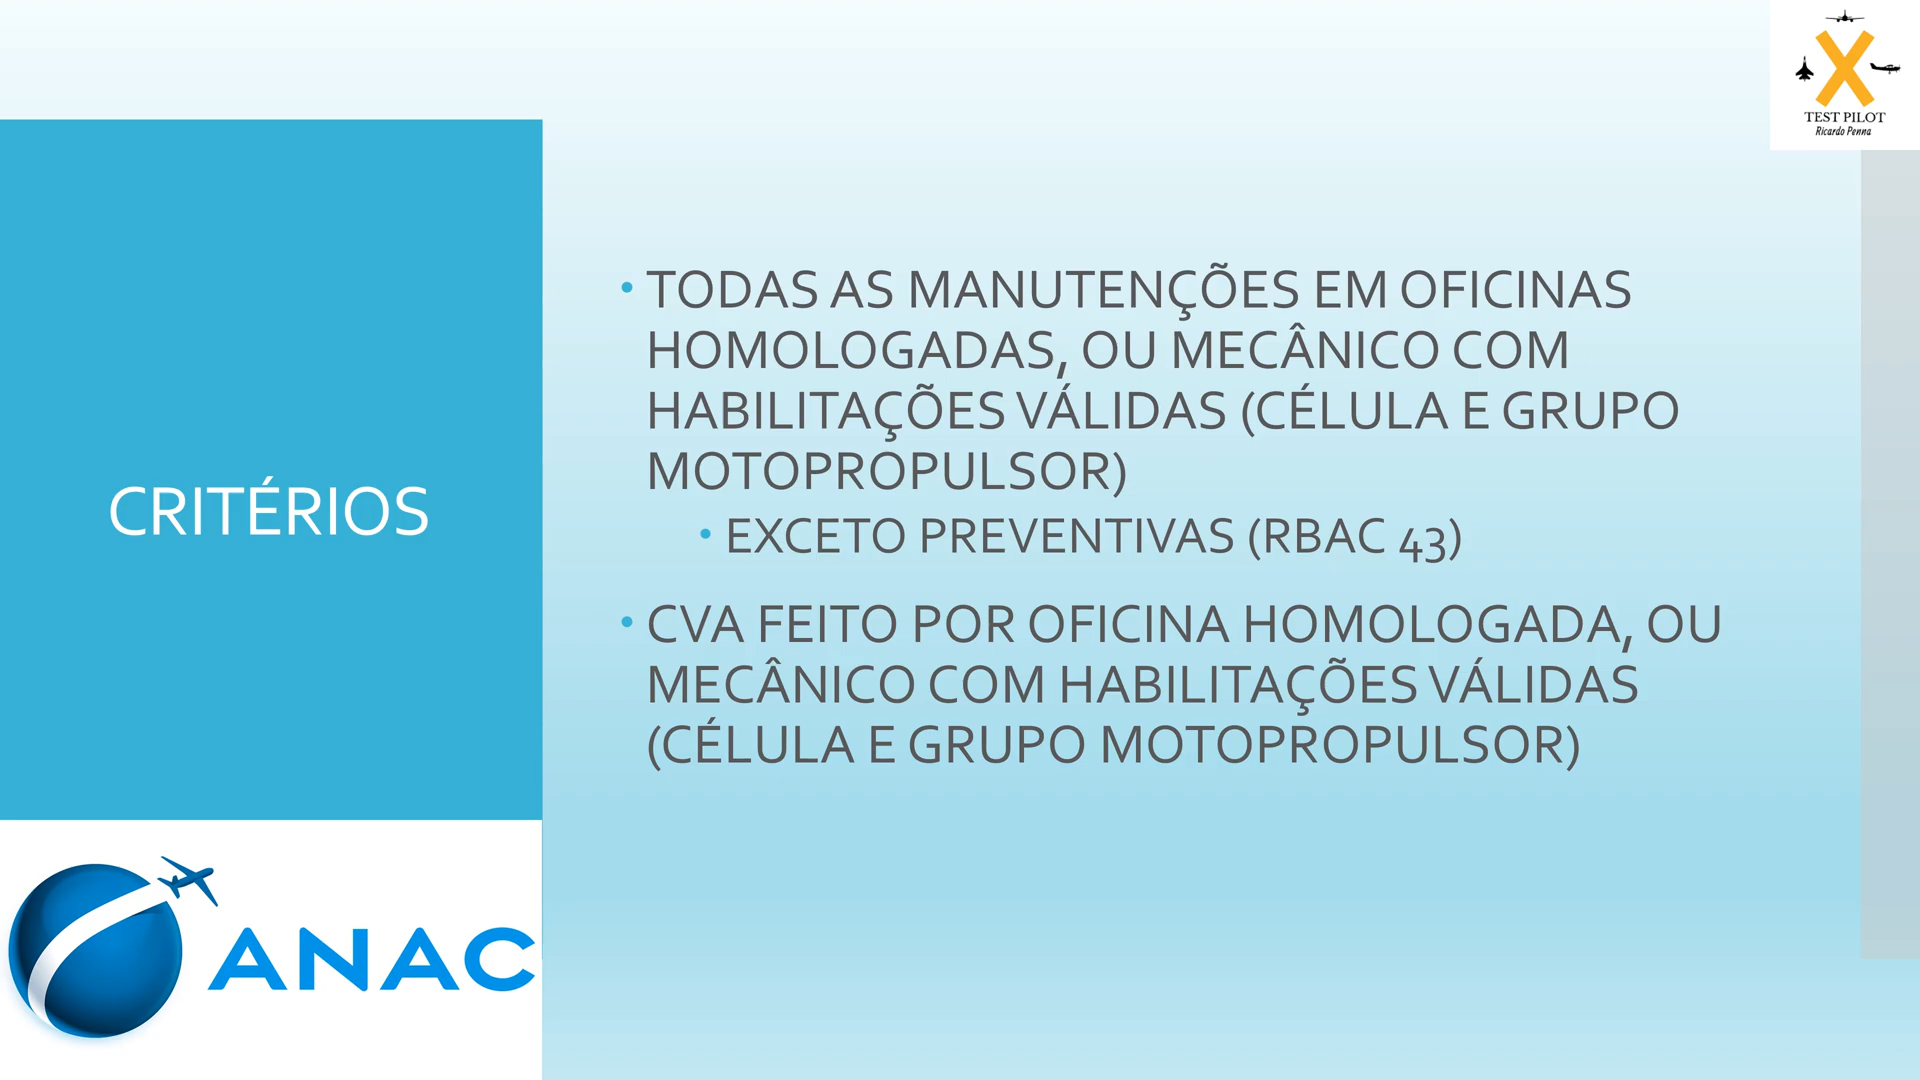 TEST PILOT
Ricardo Penna
CRITÉRIOS
• TODAS AS MANUTENÇÕES EM OFICINAS
HOMOLOGADAS, OU MECÂNICO COM
HABILITAÇÕES VÁLIDAS (CÉLULA E GRUPO
MOTOPROPULSOR)
• EXCETO PREVENTIVAS (RBAC 43)
• CVA FEITO POR OFICINA HOMOLOGADA, OU
MECÂNICO COM HABILITAÇÕES VÁLIDAS
(CÉLULA E GRUPO MOTOPROPULSOR)
ANAC